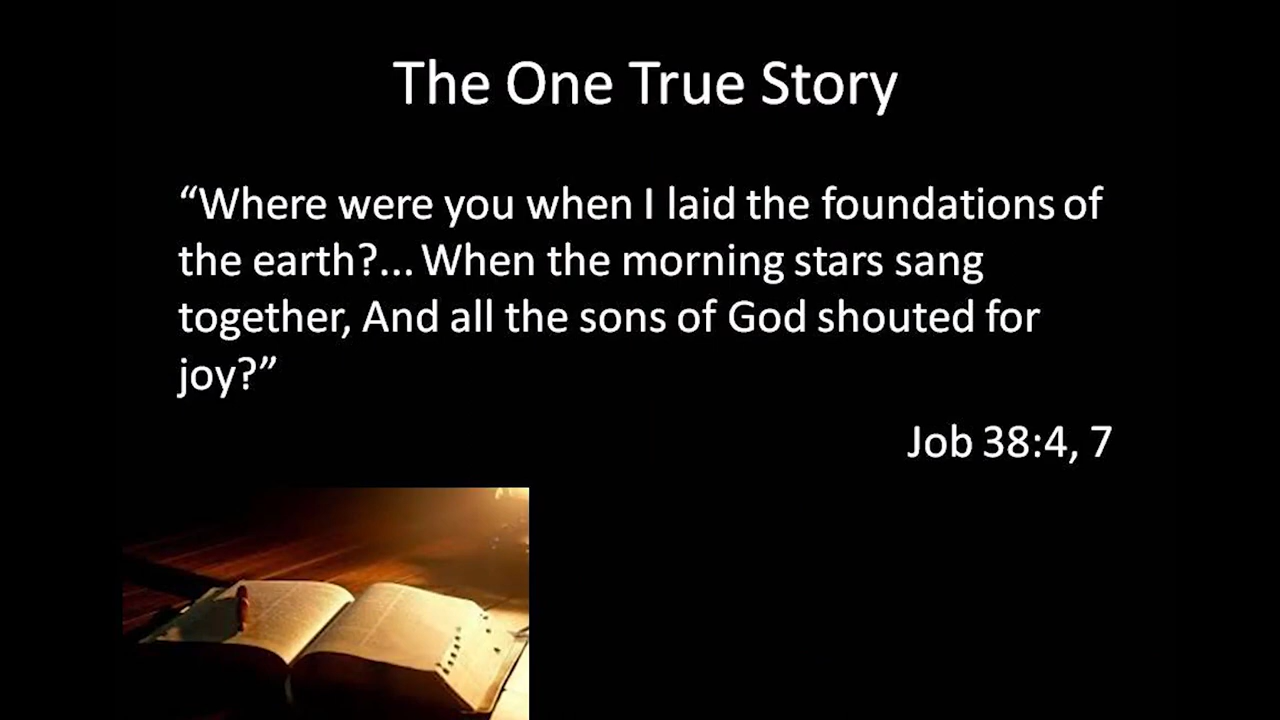 The One True Story
“Where were you when I laid the foundations of
the earth?... When the morning stars sang
together, And all the sons of God shouted for
joy?”
Job 38:4, 7